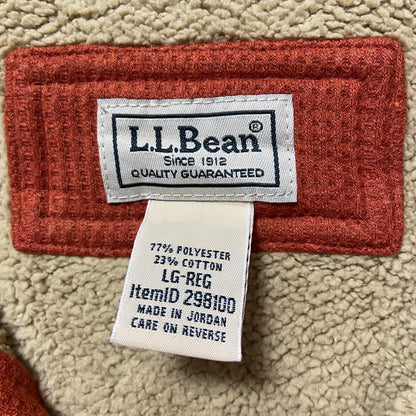 L.L.Bean®
Since 1912
QUALITY GUARANTEED
77% POLYESTER
23% COTTON
LG-REG
ItemID 298100
MADE IN JORDAN
CARE ON REVERSE